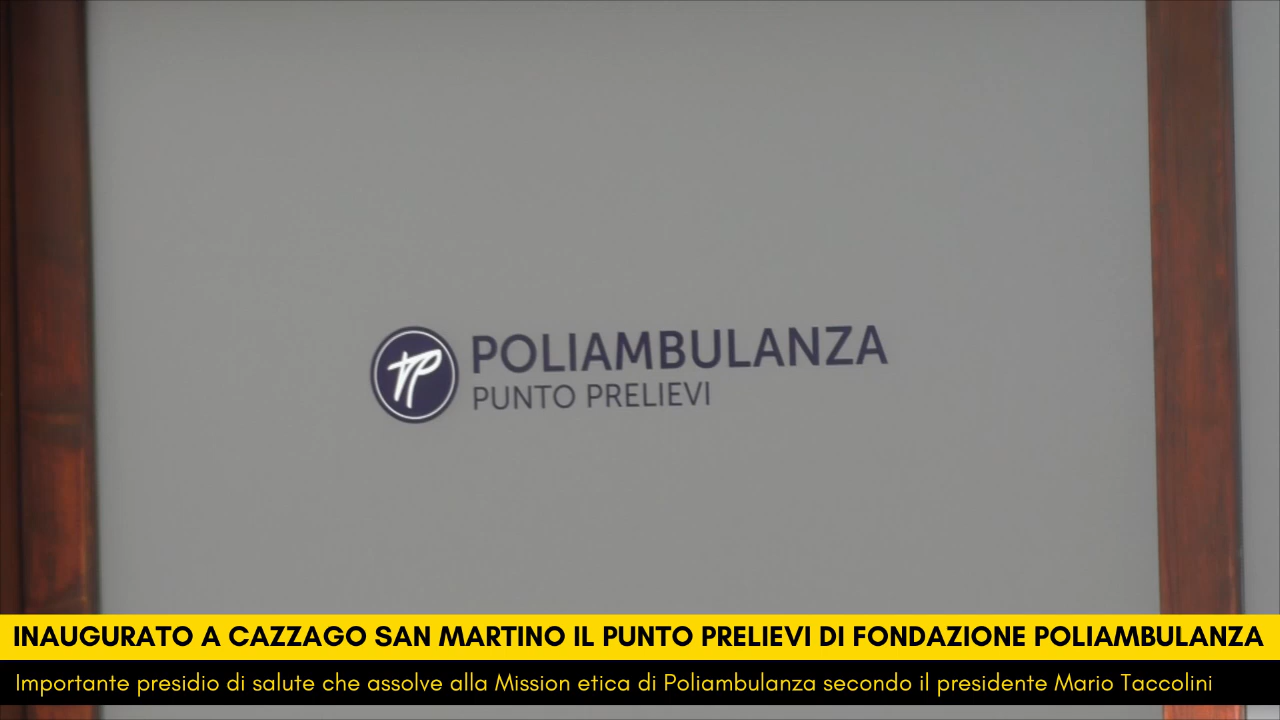 POLIAMBULANZA
PUNTO PRELIEVI
INAUGURATO A CAZZAGO SAN MARTINO IL PUNTO PRELIEVI DI FONDAZIONE POLIAMBULANZA
Importante presidio di salute che assolve alla Mission etica di Poliambulanza secondo il presidente Mario Taccolini